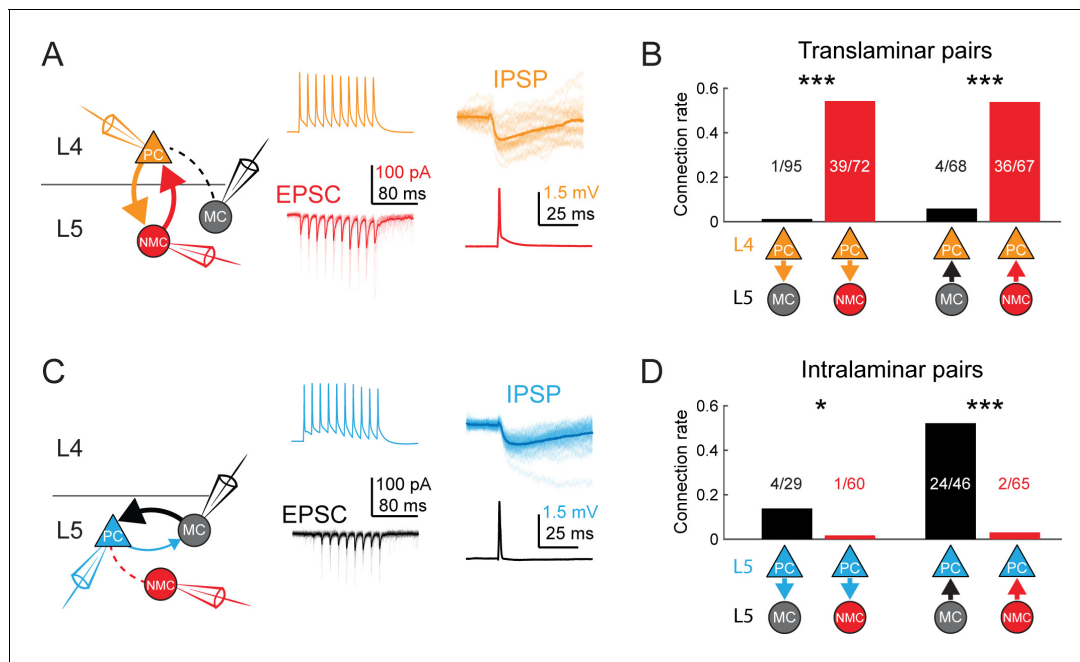 A
L4
L5
PC
MC
NMC
EPSC
100 pA
80 ms
IPSP
1.5 mV
25 ms
B
Translaminar pairs
***
***
Connection rate
0.6
0.4
0.2
0
1/95
39/72
4/68
36/67
L4
PC
PC
PC
PC
L5
MC
NMC
MC
NMC
C
L4
L5
PC
MC
NMC
EPSC
100 pA
80 ms
IPSP
1.5 mV
25 ms
D
Intralaminar pairs
*
***
Connection rate
0.6
0.4
0.2
0
4/29
1/60
24/46
2/65
L5
PC
PC
PC
PC
L5
MC
NMC
MC
NMC